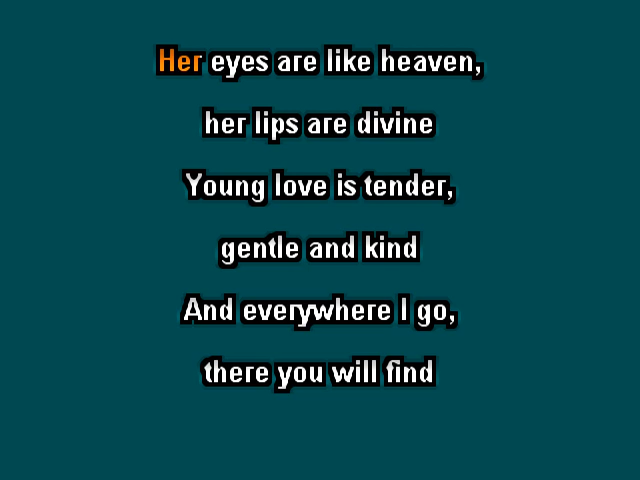 Her eyes are like heaven,
her lips are divine
Young love is tender,
gentle and kind
And everywhere I go,
there you will find